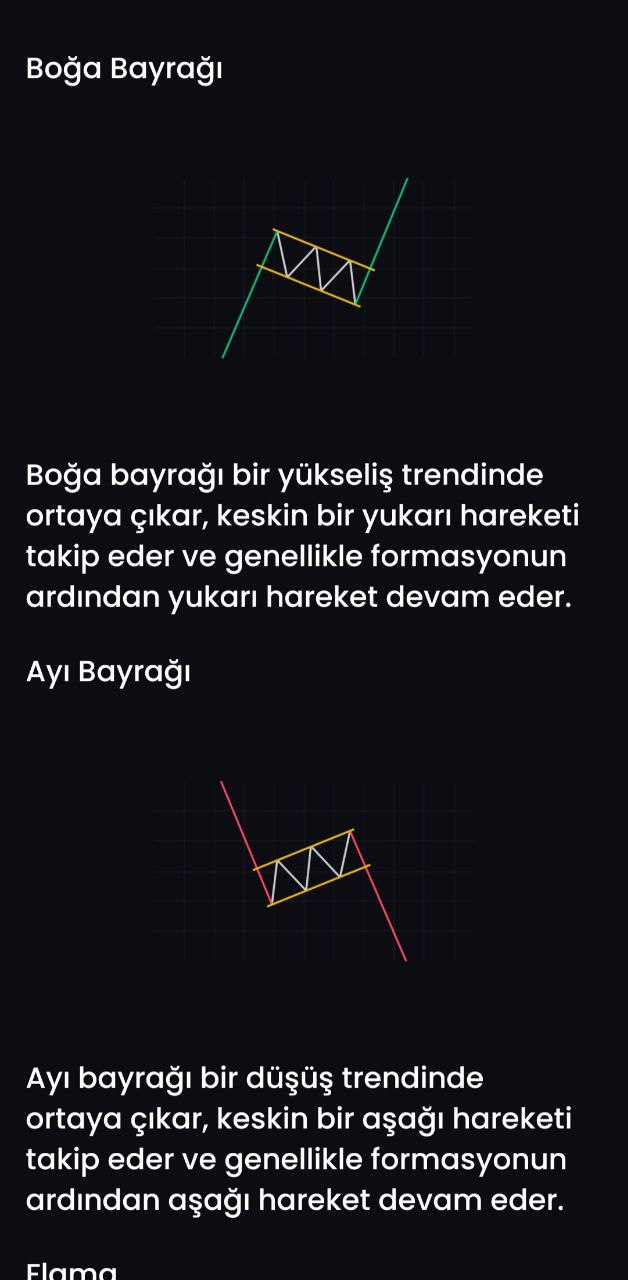 Boğa Bayrağı
Boğa bayrağı bir yükseliş trendinde
ortaya çıkar, keskin bir yukarı hareketi
takip eder ve genellikle formasyonun
ardından yukarı hareket devam eder.
Ayı Bayrağı
Ayı bayrağı bir düşüş trendinde
ortaya çıkar, keskin bir aşağı hareketi
takip eder ve genellikle formasyonun
ardından aşağı hareket devam eder.
Flama